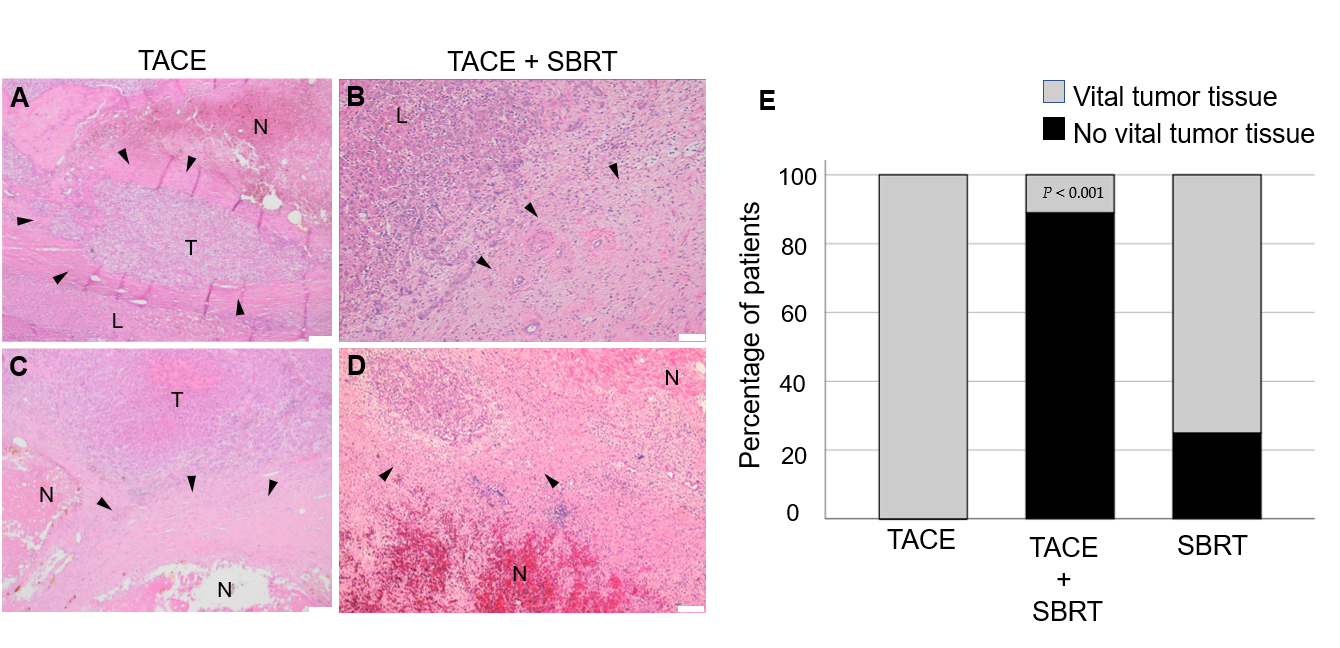 TACE
TACE + SBRT
A
N
T
L
B
L
C
T
N
N
D
N
N
E
Vital tumor tissue
No vital tumor tissue
Percentage of patients
100
80
60
40
20
0
P < 0.001
TACE
TACE
+
SBRT
SBRT